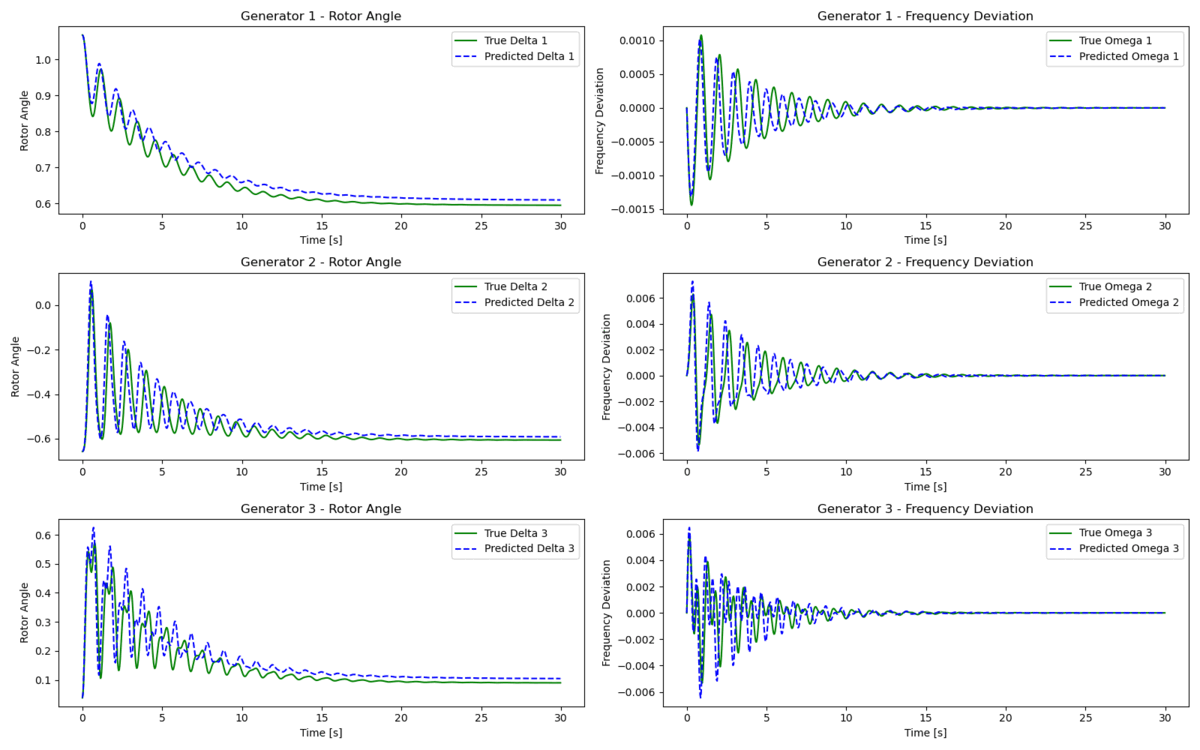 Generator 1 - Rotor Angle
Rotor Angle
1.0
0.9
0.8
0.7
0.6
True Delta 1
Predicted Delta 1
0 5 10 15 20 25 30
Time [s]
Generator 1 - Frequency Deviation
Frequency Deviation
0.0010
0.0005
0.0000
−0.0005
−0.0010
−0.0015
True Omega 1
Predicted Omega 1
0 5 10 15 20 25 30
Time [s]
Generator 2 - Rotor Angle
Rotor Angle
0.0
−0.2
−0.4
−0.6
True Delta 2
Predicted Delta 2
0 5 10 15 20 25 30
Time [s]
Generator 2 - Frequency Deviation
Frequency Deviation
0.006
0.004
0.002
0.000
−0.002
−0.004
−0.006
True Omega 2
Predicted Omega 2
0 5 10 15 20 25 30
Time [s]
Generator 3 - Rotor Angle
Rotor Angle
0.6
0.5
0.4
0.3
0.2
0.1
True Delta 3
Predicted Delta 3
0 5 10 15 20 25 30
Time [s]
Generator 3 - Frequency Deviation
Frequency Deviation
0.006
0.004
0.002
0.000
−0.002
−0.004
−0.006
True Omega 3
Predicted Omega 3
0 5 10 15 20 25 30
Time [s]